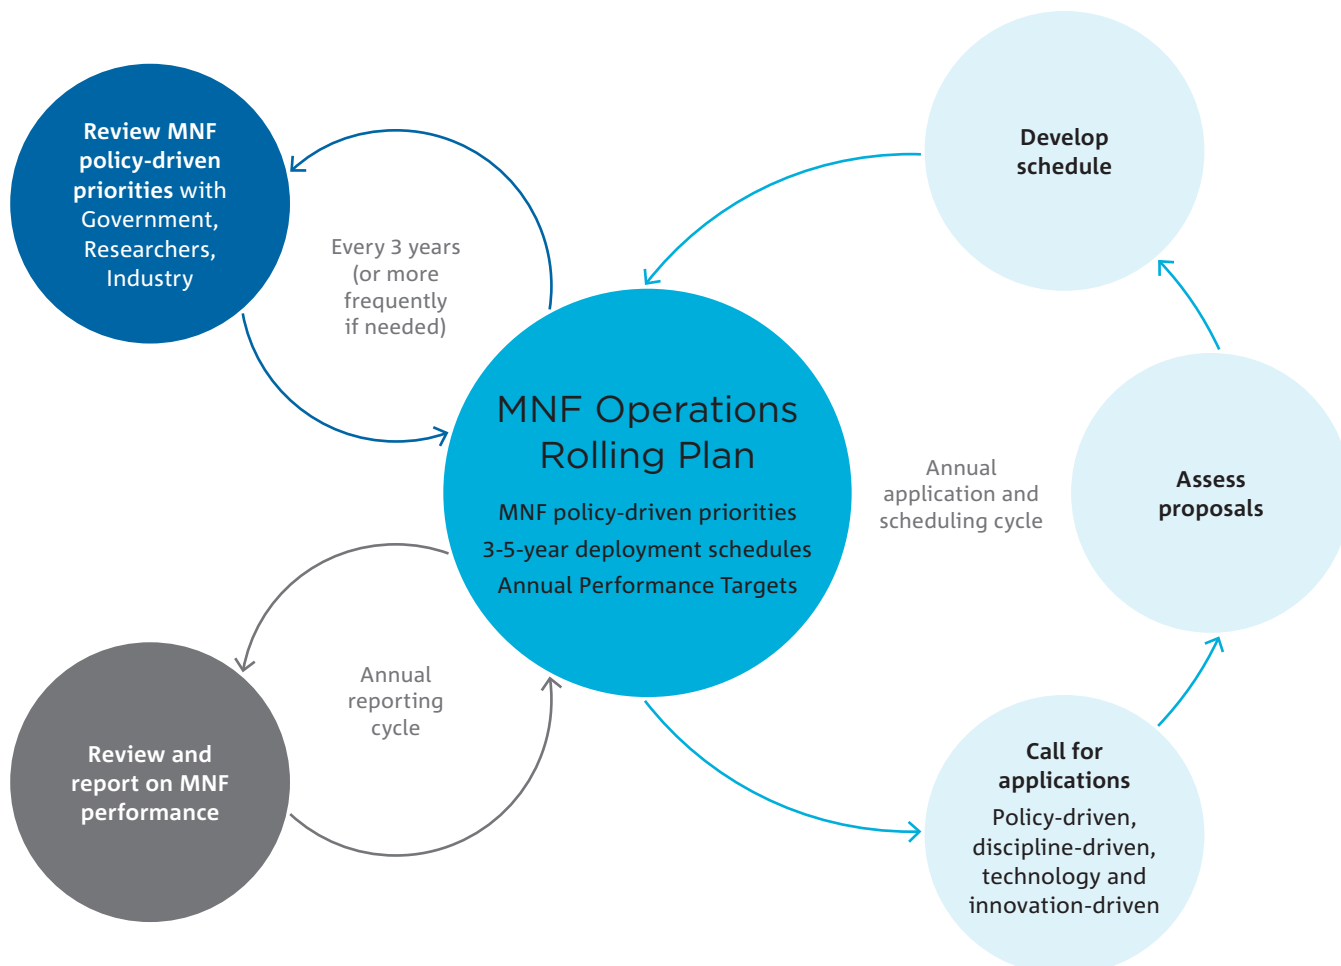 Review MNF
policy-driven
priorities with
Government,
Researchers,
Industry
Every 3 years
(or more
frequently
if needed)
Develop
schedule
MNF Operations
Rolling Plan
MNF policy-driven priorities
3-5-year deployment schedules
Annual Performance Targets
Annual
application and
scheduling cycle
Assess
proposals
Annual
reporting
cycle
Review and
report on MNF
performance
Call for
applications
Policy-driven,
discipline-driven,
technology and
innovation-driven